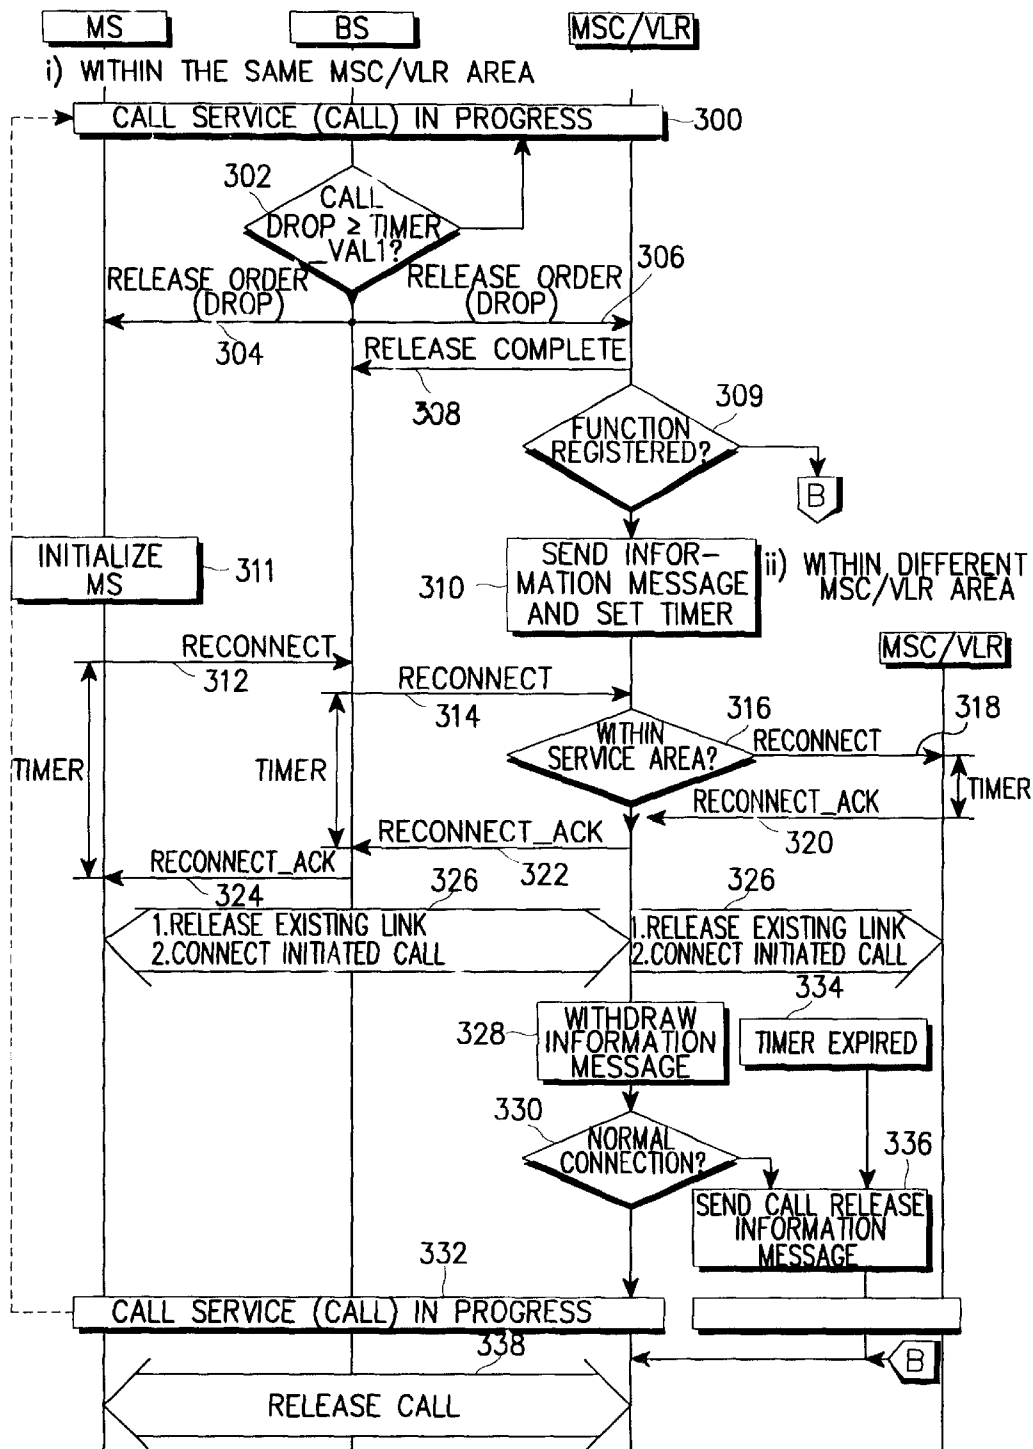 MS
BS
MSC/VLR
i) WITHIN THE SAME MSC/VLR AREA
CALL SERVICE (CALL) IN PROGRESS
300
302
CALL
DROP ≥ TIMER
_VAL1?
RELEASE ORDER
(DROP)
RELEASE ORDER
(DROP)
306
304
RELEASE COMPLETE
308
309
FUNCTION
REGISTERED?
B
INITIALIZE
MS
311
310
SEND INFOR-
MATION MESSAGE
AND SET TIMER
ii) WITHIN DIFFERENT
MSC/VLR AREA
MSC/VLR
RECONNECT
312
RECONNECT
314
316
318
WITHIN
SERVICE AREA?
RECONNECT
TIMER
TIMER
TIMER
RECONNECT_ACK
320
RECONNECT_ACK
322
RECONNECT_ACK
324
326
326
1.RELEASE EXISTING LINK
2.CONNECT INITIATED CALL
1.RELEASE EXISTING LINK
2.CONNECT INITIATED CALL
334
328
WITHDRAW
INFORMATION
MESSAGE
TIMER EXPIRED
330
NORMAL
CONNECTION?
336
SEND CALL RELEASE
INFORMATION
MESSAGE
332
CALL SERVICE (CALL) IN PROGRESS
338
B
RELEASE CALL